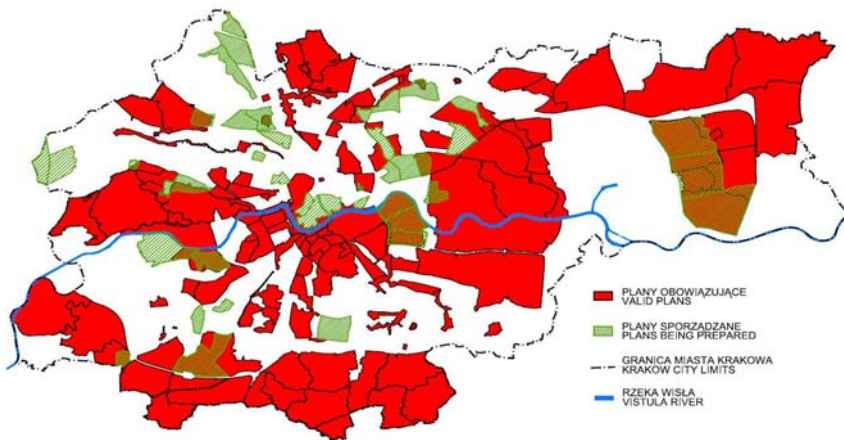 PLANY OBOWIĄZUJĄCE
VALID PLANS
PLANY SPORZĄDZANE
PLANS BEING PREPARED
GRANICA MIASTA KRAKOWA
KRAKOW CITY LIMITS
RZEKA WISŁA
VISTULA RIVER